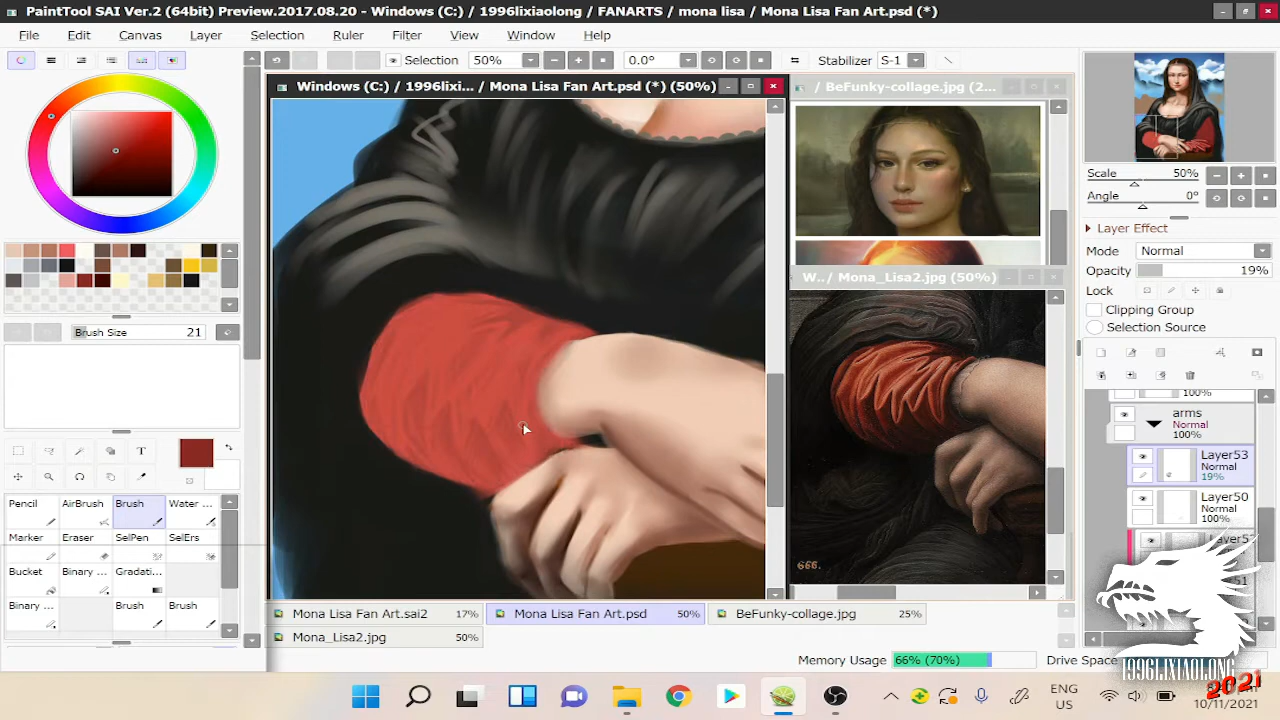 PaintTool SAI Ver.2 (64bit) Preview.2017.08.20 - Windows (C:) / 1996lixiaolong / FANARTS / mona lisa / Mona Lisa Fan Art.psd (*)
File Edit Canvas Layer Selection Filter Ruler View Window Help
Selection 50% 0.0° Stabilizer S-1
Windows (C:) / 1996lixi... / Mona Lisa Fan Art.psd (*) (50%)
/ BeFunky-collage.jpg (2...
Scale 50%
Angle 0°
Layer Effect
Mode Normal
Opacity 19%
Lock
Clipping Group
Selection Source
W../ Mona_Lisa2.jpg (50%)
666.
Brush Size 21
T
Pencil AirBrush Brush Water ...
Marker Eraser SelPen SelErs
Bucket Binary ... Gradati...
Binary ... Brush Brush
100%
arms
Normal
100%
Layer53
Normal
19%
Layer50
Normal
100%
Mona Lisa Fan Art.sai2 17% Mona Lisa Fan Art.psd 50% BeFunky-collage.jpg 25%
Mona_Lisa2.jpg 50%
Memory Usage 66% (70%) Drive Space
1996LIXIAOLONG
2021
ENG
US
10/11/2021